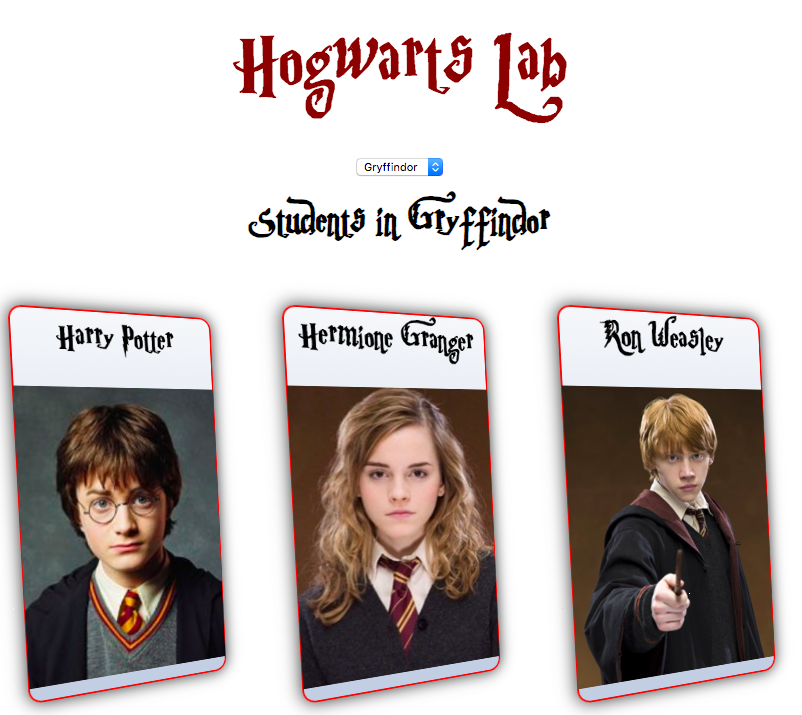 Hogwarts Lab
Gryffindor
Students in Gryffindor
Harry Potter
Hermione Granger
Ron Weasley